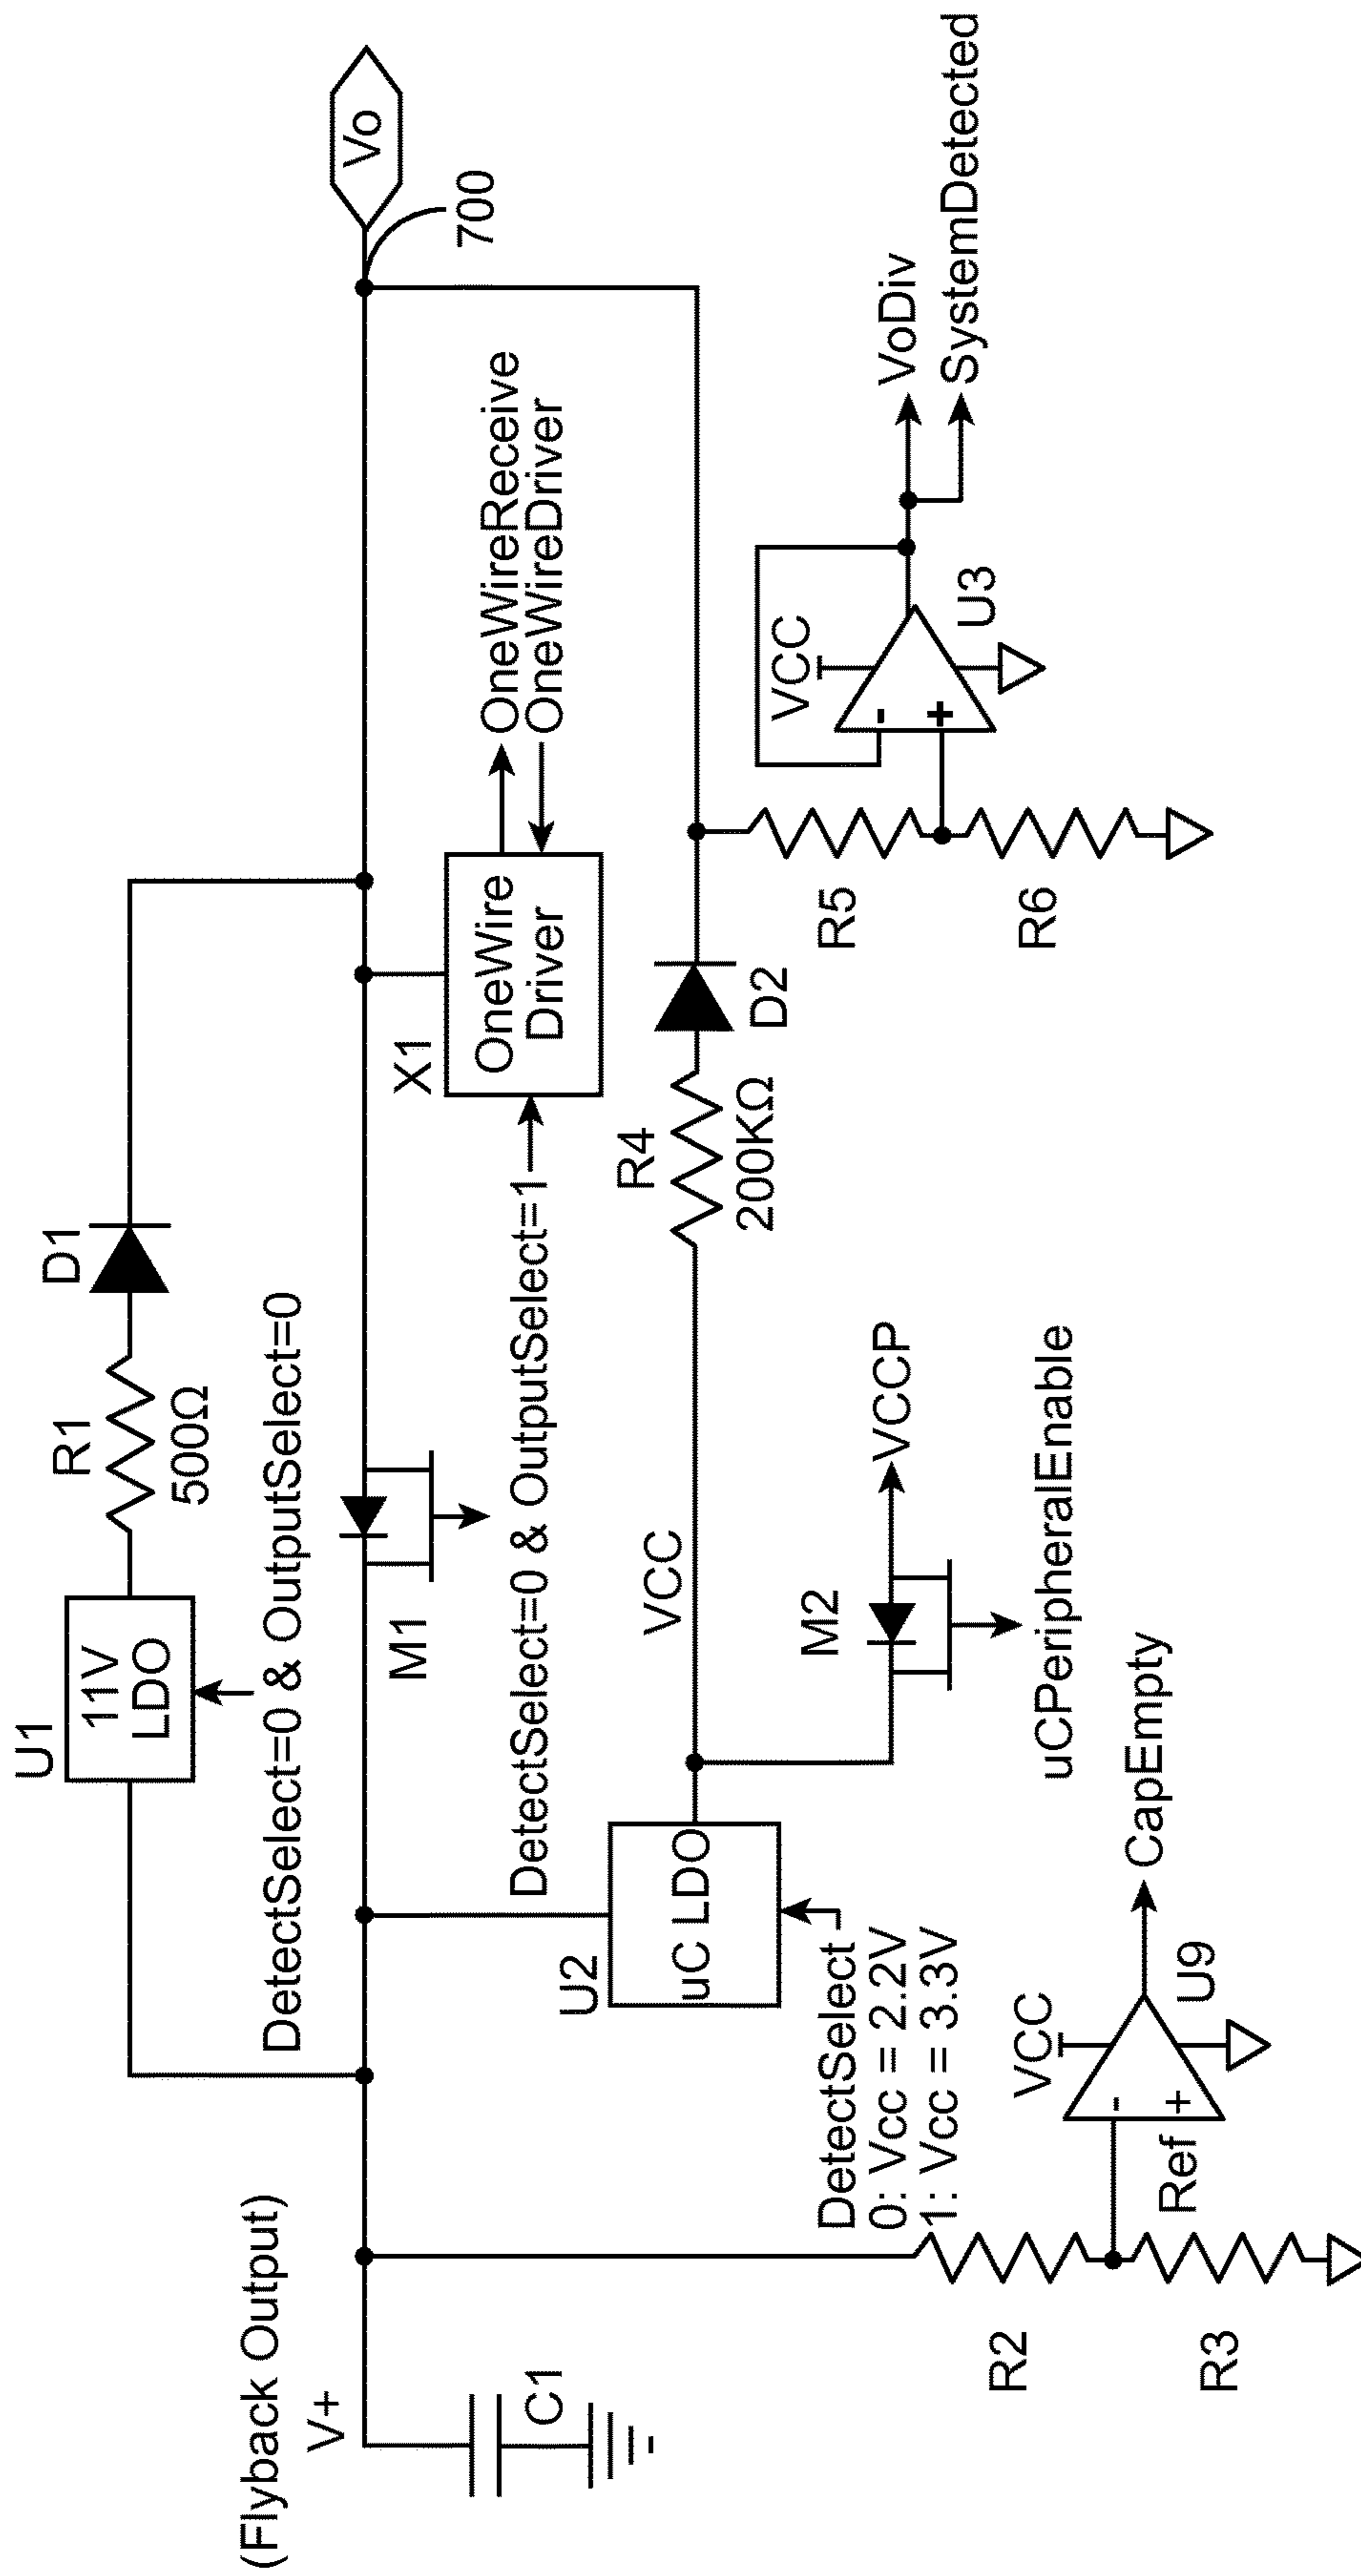 (Flyback Output)
V+
C1
U1
11V
LDO
R1
500Ω
D1
DetectSelect=0 & OutputSelect=0
M1
DetectSelect=0 & OutputSelect=1
X1
OneWire
Driver
OneWireReceive
OneWireDriver
Vo
700
U2
uC LDO
DetectSelect
0: Vcc = 2.2V
1: Vcc = 3.3V
VCC
R4
200KΩ
D2
M2
VCCP
uCPeripheralEnable
R5
R6
VCC
-
+
U3
VoDiv
SystemDetected
R2
R3
Ref
VCC
-
+
U9
CapEmpty